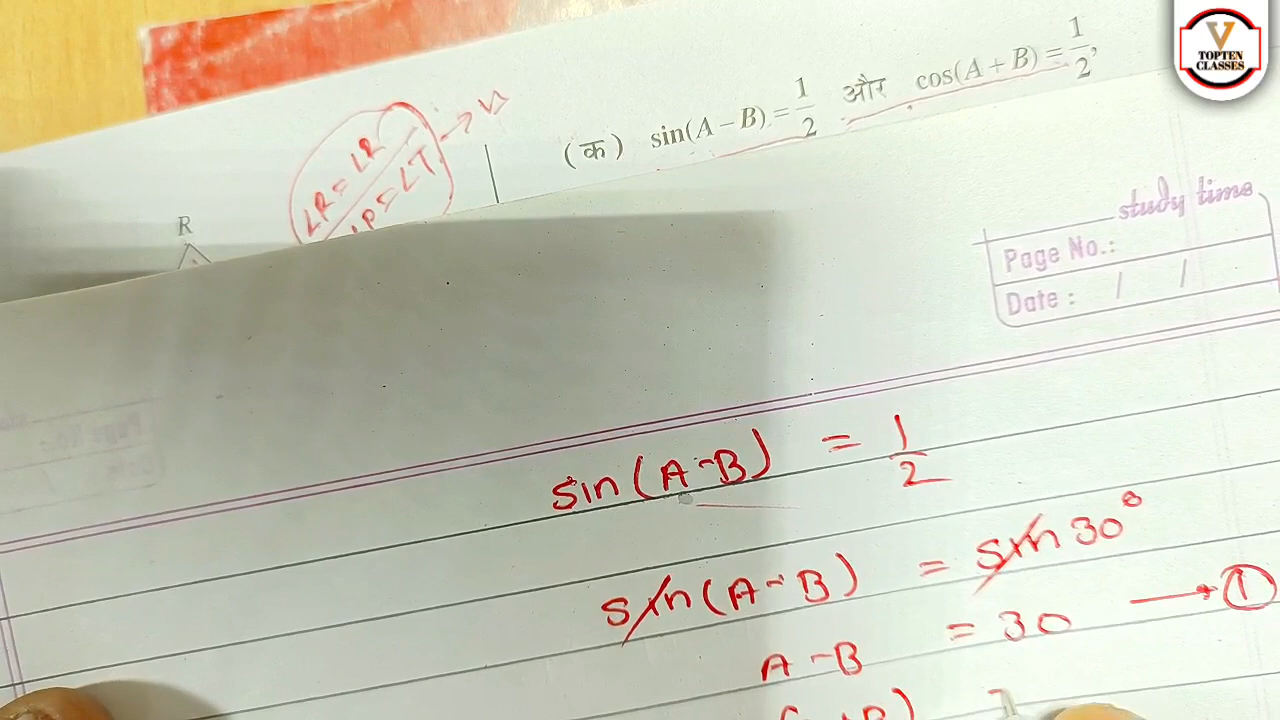 V
TOPTEN
CLASSES
(क) sin(A – B) = 1/2 और cos(A + B) = 1/2,
∠R = ∠R
∠P = ∠T
R
study time
Page No.:
Date : / /
sin(A-B) = 1/2
sin(A-B) = sin 30°
A-B = 30 → ①